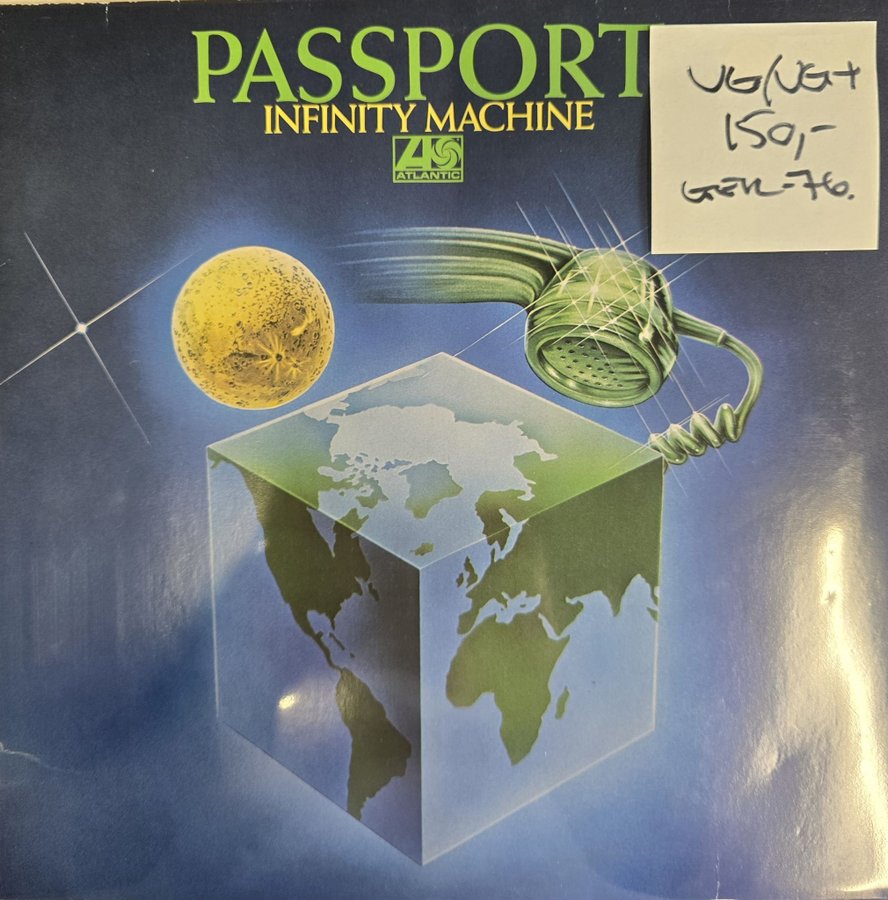 PASSPORT
INFINITY MACHINE
ATLANTIC
VG/VG+
150,-
GER-76.